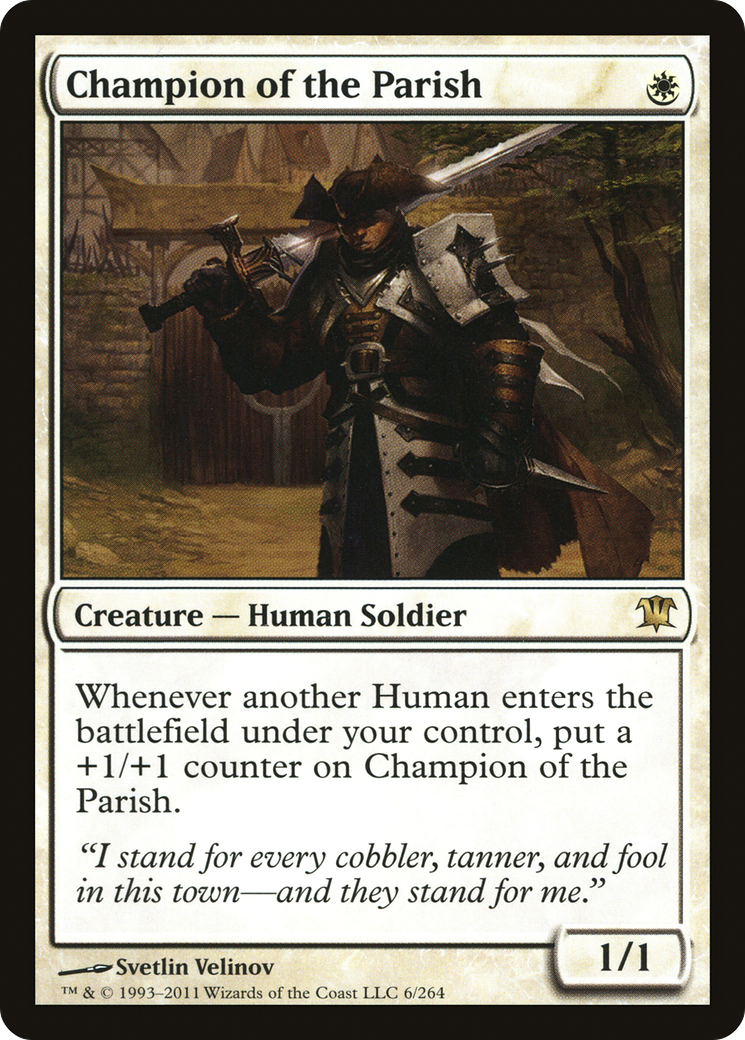 Champion of the Parish
Creature — Human Soldier
Whenever another Human enters the
battlefield under your control, put a
+1/+1 counter on Champion of the
Parish.
“I stand for every cobbler, tanner, and fool
in this town—and they stand for me.”
1/1
Svetlin Velinov
™ & © 1993–2011 Wizards of the Coast LLC 6/264